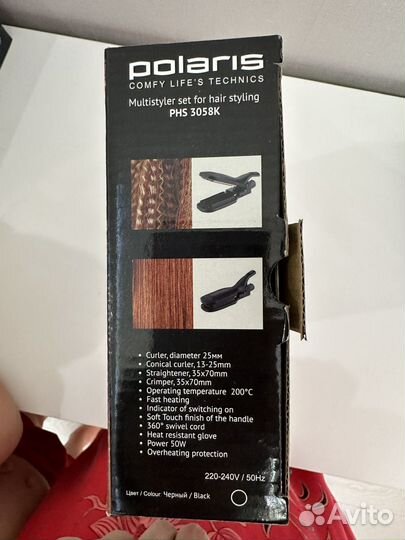 polaris
COMFY LIFE'S TECHNICS
Multistyler set for hair styling
PHS 3058K
• Curler, diameter 25мм
• Conical curler, 13-25mm
• Straightener, 35x70mm
• Crimper, 35x70mm
• Operating temperature 200°C
• Fast heating
• Indicator of switching on
• Soft Touch finish of the handle
• 360° swivel cord
• Heat resistant glove
• Power 50W
• Overheating protection
220-240V / 50Hz
Цвет / Colour Черный / Black
Avito